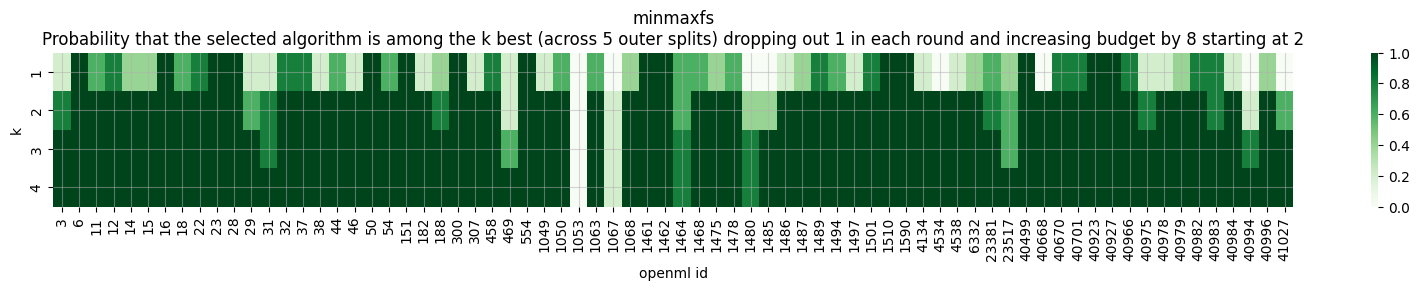 minmaxfs
Probability that the selected algorithm is among the k best (across 5 outer splits) dropping out 1 in each round and increasing budget by 8 starting at 2
k
1
2
3
4
3 6 11 12 14 15 16 18 22 23 28 29 31 32 37 38 44 46 50 54 151 182 188 300 307 458 469 554 1049 1050 1053 1063 1067 1068 1461 1462 1464 1468 1475 1478 1480 1485 1486 1487 1489 1494 1497 1501 1510 1590 4134 4534 4538 6332 23381 23517 40499 40668 40670 40701 40923 40927 40966 40975 40978 40979 40982 40983 40984 40994 40996 41027
openml id
1.0
0.8
0.6
0.4
0.2
0.0